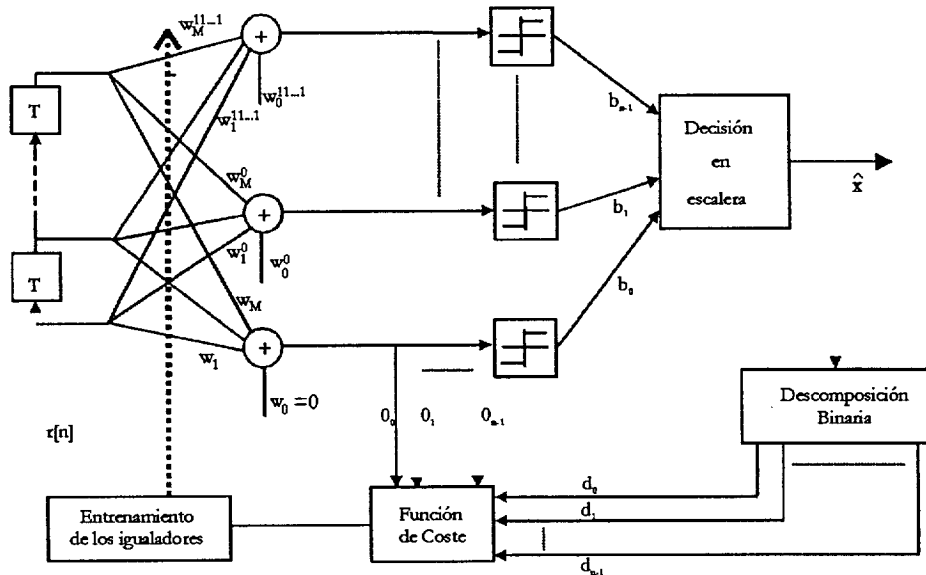 w_M^{11...1}
T
w_0^{11...1}
w_1^{11...1}
b_{n-1}
Decisión
en
escalera
x̂
w_M^0
b_1
w_1^0
w_0^0
T
w_M
b_0
w_1
w_0 = 0
0_0 0_1 0_{n-1}
Descomposición
Binaria
r[n]
d_0
Entrenamiento
de los igualadores
Función
de Coste
d_1
d_{n-1}
+
+
+